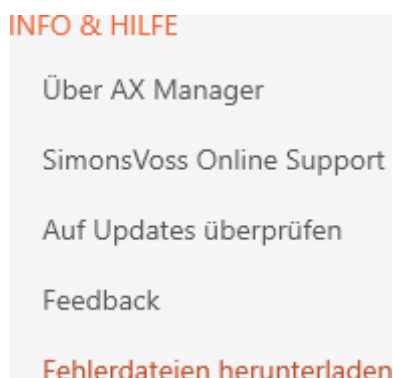 INFO & HILFE
Über AX Manager
SimonsVoss Online Support
Auf Updates überprüfen
Feedback
Fehlerdateien herunterladen